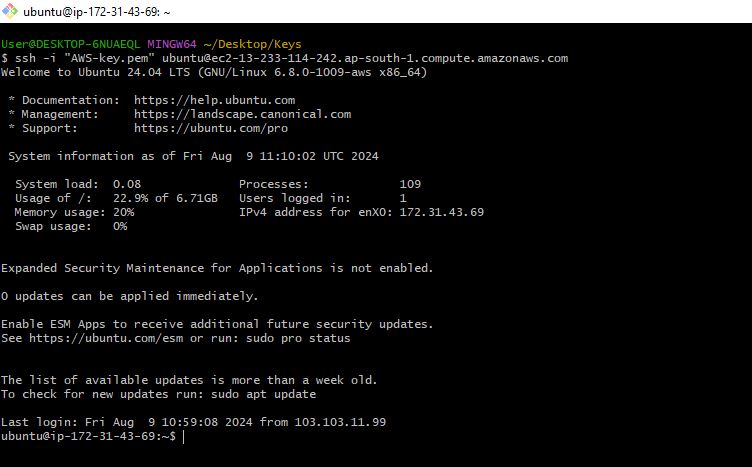 ubuntu@ip-172-31-43-69: ~
User@DESKTOP-6NUAEQL MINGW64 ~/Desktop/Keys
$ ssh -i "AWS-key.pem" ubuntu@ec2-13-233-114-242.ap-south-1.compute.amazonaws.com
Welcome to Ubuntu 24.04 LTS (GNU/Linux 6.8.0-1009-aws x86_64)
* Documentation:  https://help.ubuntu.com
* Management:     https://landscape.canonical.com
* Support:        https://ubuntu.com/pro
System information as of Fri Aug  9 11:10:02 UTC 2024
System load:  0.08              Processes:             109
Usage of /:   22.9% of 6.71GB   Users logged in:       1
Memory usage: 20%               IPv4 address for enX0: 172.31.43.69
Swap usage:   0%
Expanded Security Maintenance for Applications is not enabled.
0 updates can be applied immediately.
Enable ESM Apps to receive additional future security updates.
See https://ubuntu.com/esm or run: sudo pro status
The list of available updates is more than a week old.
To check for new updates run: sudo apt update
Last login: Fri Aug  9 10:59:08 2024 from 103.103.11.99
ubuntu@ip-172-31-43-69:~$